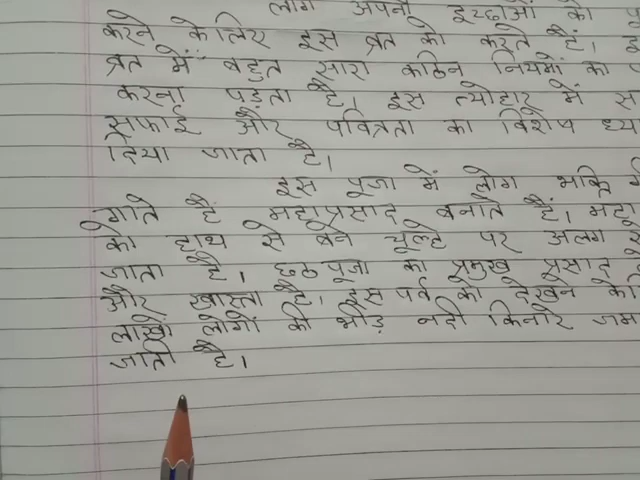 लोग अपनी इच्छाओं को
करने केलिए इस व्रत को करते हैं।
व्रत में बहुत सारा कठिन नियमों का
करना पड़ता है। इस त्योहार में
सफाई और पवित्रता का विशेष
दिया जाता है।
इस पूजा में लोग भक्ति
गाते हैं महाप्रसाद बनाते हैं।
को हाथ से बने चूल्हे पर अलग
जाता है। छठ पूजा का प्रमुख प्रसाद
और खास्ता है। इस पर्व को देखने
लाखो लोगों की भीड़ नदी किनारे जमा
जाती है।